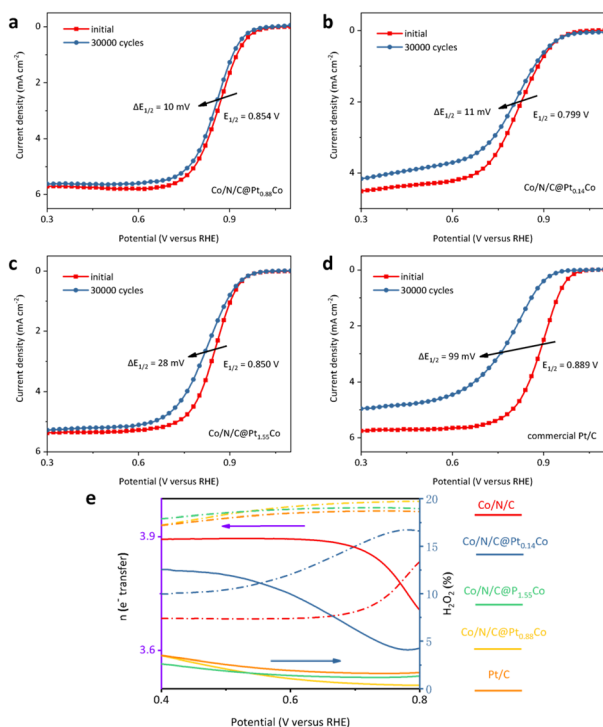 a
initial
30000 cycles
ΔE1/2 = 10 mV
E1/2 = 0.854 V
Co/N/C@Pt0.88Co
Current density (mA cm-2)
0
2
4
6
0.3
0.6
0.9
Potential (V versus RHE)
b
initial
30000 cycles
ΔE1/2 = 11 mV
E1/2 = 0.799 V
Co/N/C@Pt0.14Co
Current density (mA cm-2)
0
2
4
0.3
0.6
0.9
Potential (V versus RHE)
c
initial
30000 cycles
ΔE1/2 = 28 mV
E1/2 = 0.850 V
Co/N/C@Pt1.55Co
Current density (mA cm-2)
0
2
4
6
0.3
0.6
0.9
Potential (V versus RHE)
d
initial
30000 cycles
ΔE1/2 = 99 mV
E1/2 = 0.889 V
commercial Pt/C
Current density (mA cm-2)
0
2
4
6
0.3
0.6
0.9
Potential (V versus RHE)
e
n (e- transfer)
3.9
3.6
0.4
0.6
0.8
Potential (V versus RHE)
20
15
10
5
0
H2O2 (%)
Co/N/C
Co/N/C@Pt0.14Co
Co/N/C@P1.55Co
Co/N/C@Pt0.88Co
Pt/C